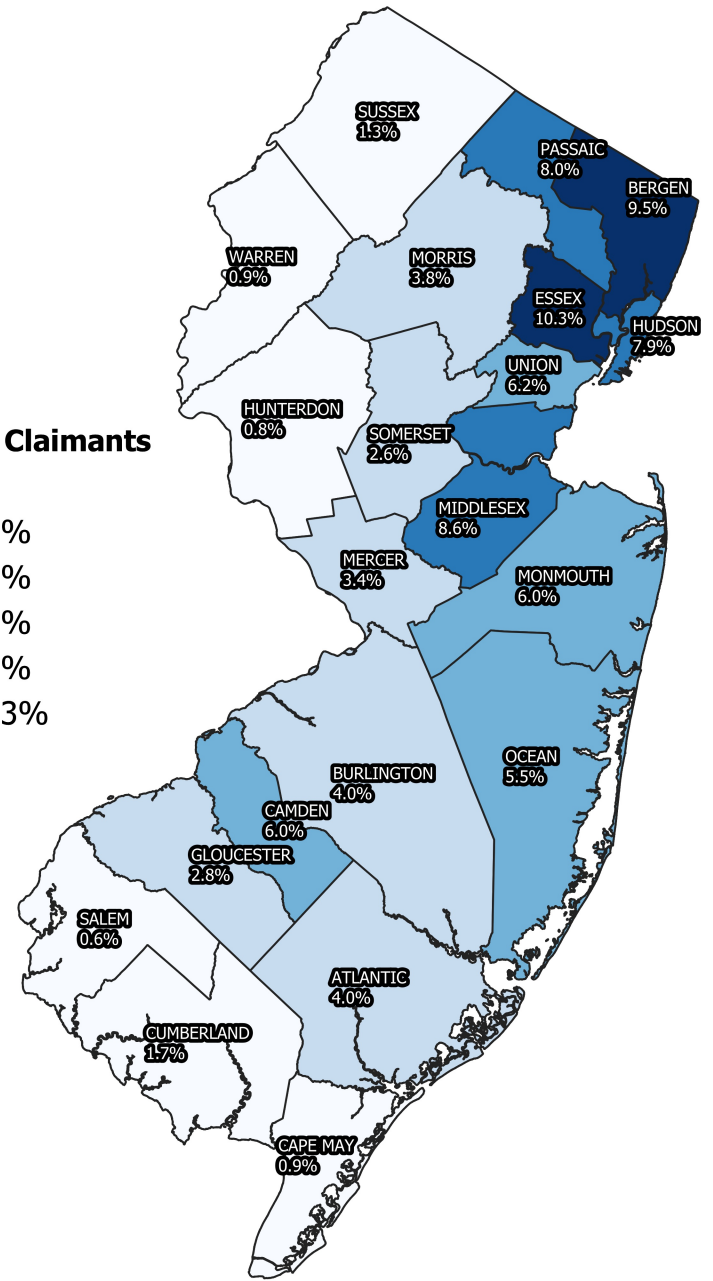 SUSSEX
1.3%
PASSAIC
8.0%
BERGEN
9.5%
WARREN
0.9%
MORRIS
3.8%
ESSEX
10.3%
HUDSON
7.9%
UNION
6.2%
HUNTERDON
0.8%
SOMERSET
2.6%
Claimants
MIDDLESEX
8.6%
%
%
%
%
3%
MERCER
3.4%
MONMOUTH
6.0%
OCEAN
5.5%
BURLINGTON
4.0%
CAMDEN
6.0%
GLOUCESTER
2.8%
SALEM
0.6%
ATLANTIC
4.0%
CUMBERLAND
1.7%
CAPE MAY
0.9%